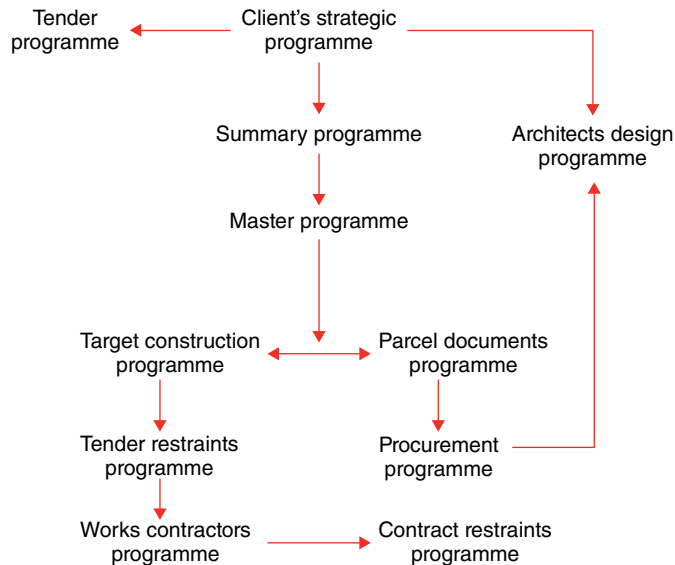 Tender
programme
Client's strategic
programme
Summary programme
Architects design
programme
Master programme
Target construction
programme
Parcel documents
programme
Tender restraints
programme
Procurement
programme
Works contractors
programme
Contract restraints
programme